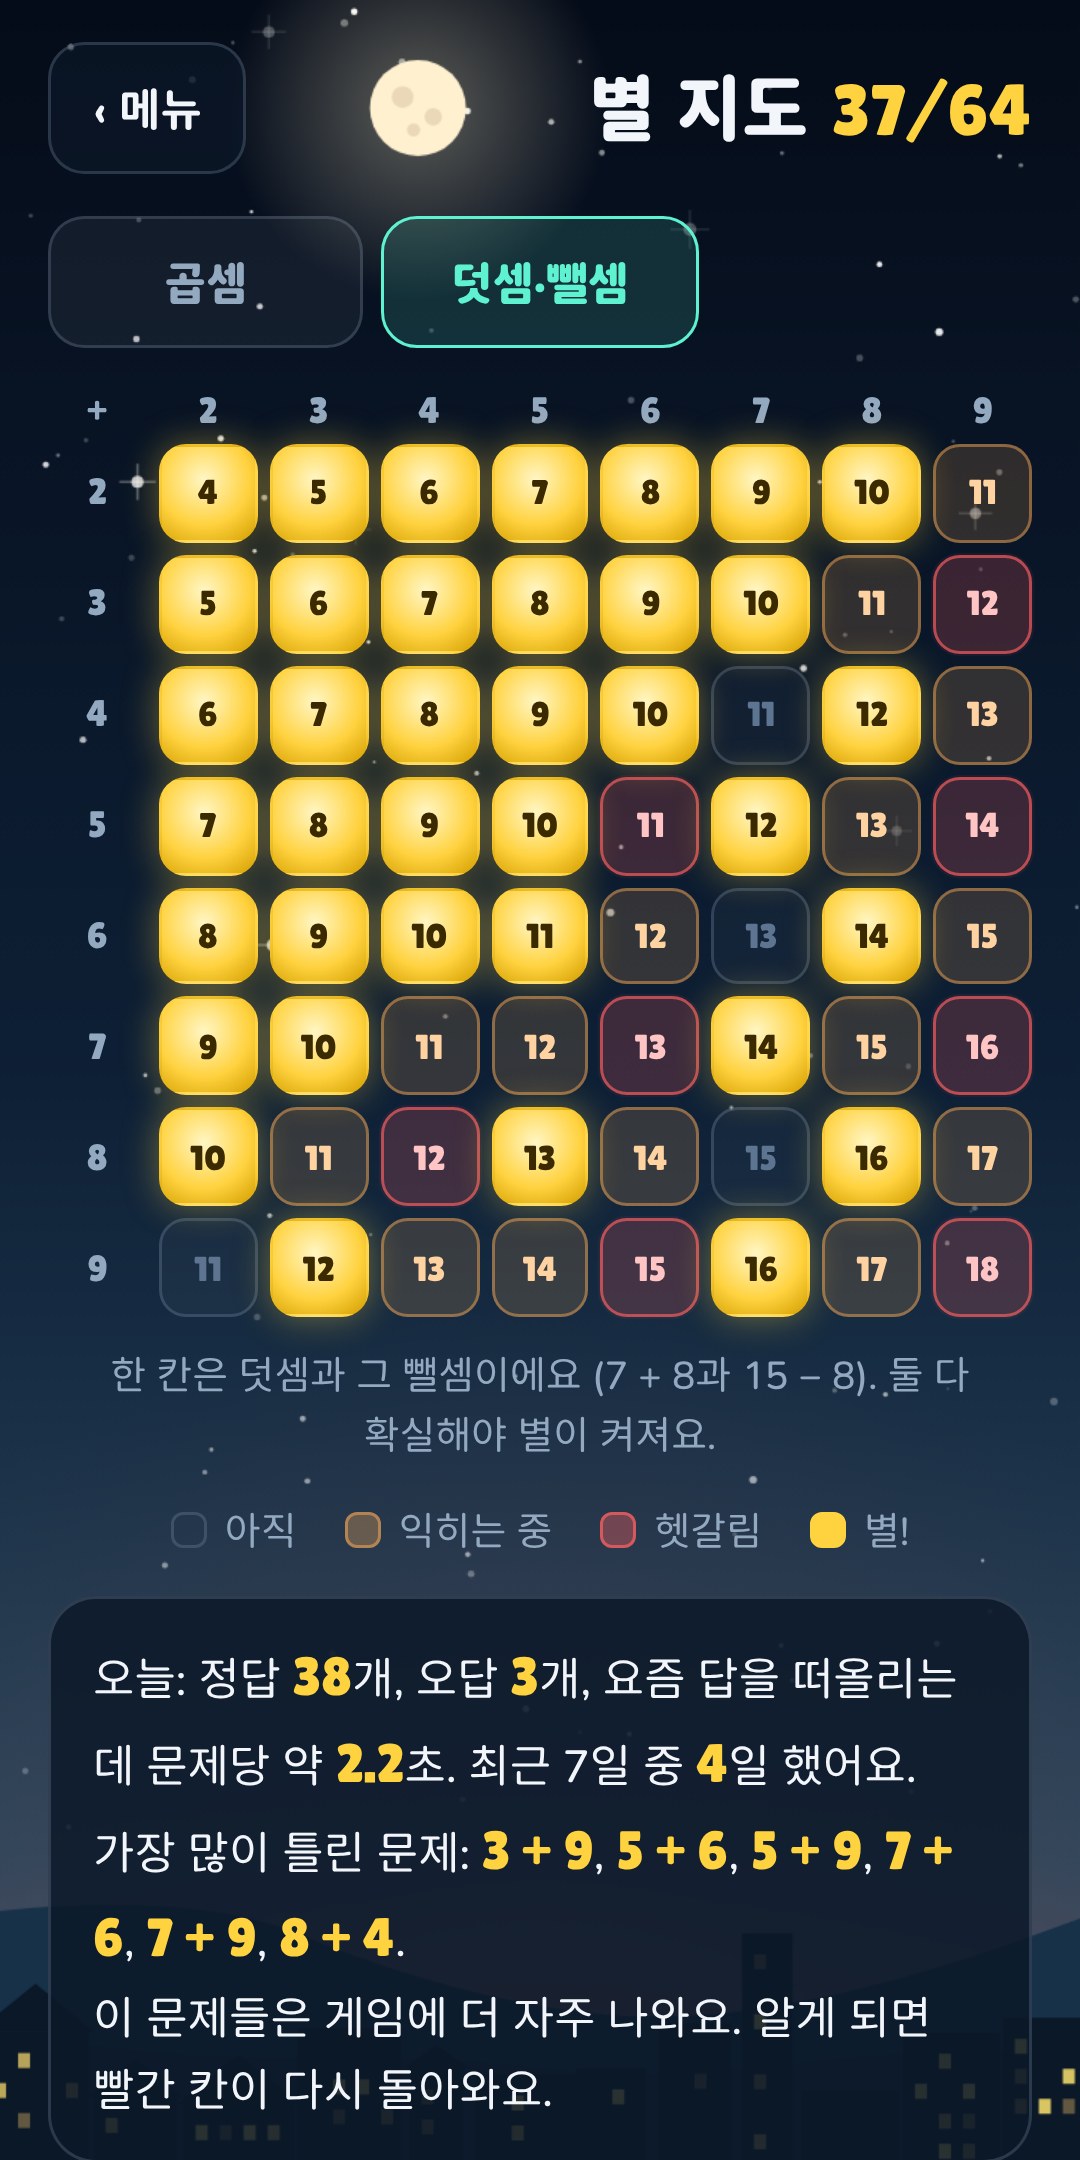 ‹ 메뉴
별 지도 37/64
곱셈
덧셈·뺄셈
+ 2 3 4 5 6 7 8 9
2 4 5 6 7 8 9 10 11
3 5 6 7 8 9 10 11 12
4 6 7 8 9 10 11 12 13
5 7 8 9 10 11 12 13 14
6 8 9 10 11 12 13 14 15
7 9 10 11 12 13 14 15 16
8 10 11 12 13 14 15 16 17
9 11 12 13 14 15 16 17 18
한 칸은 덧셈과 그 뺄셈이에요 (7 + 8과 15 − 8). 둘 다
확실해야 별이 켜져요.
아직 익히는 중 헷갈림 별!
오늘: 정답 38개, 오답 3개, 요즘 답을 떠올리는
데 문제당 약 2.2초. 최근 7일 중 4일 했어요.
가장 많이 틀린 문제: 3 + 9, 5 + 6, 5 + 9, 7 +
6, 7 + 9, 8 + 4.
이 문제들은 게임에 더 자주 나와요. 알게 되면
빨간 칸이 다시 돌아와요.